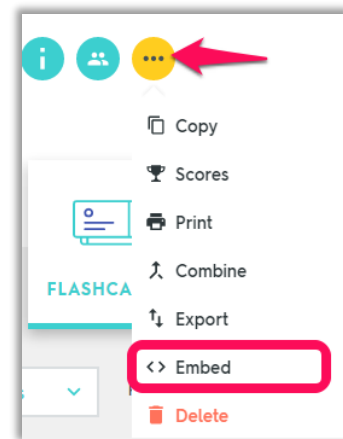 i
Copy
Scores
Print
FLASHCA
Combine
Export
Embed
Delete